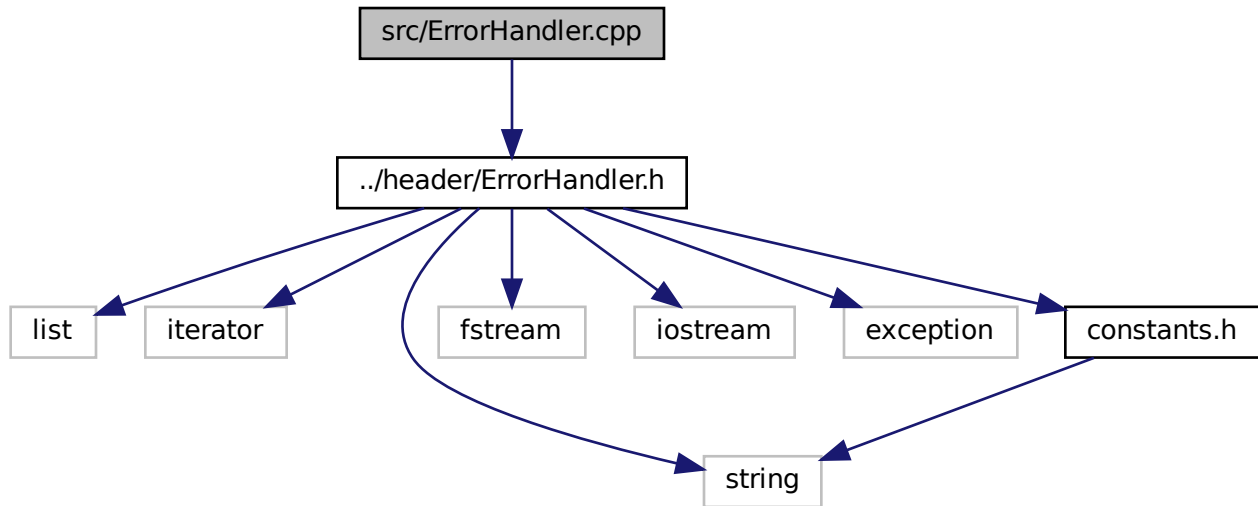 src/ErrorHandler.cpp
../header/ErrorHandler.h
list
iterator
fstream
iostream
exception
constants.h
string